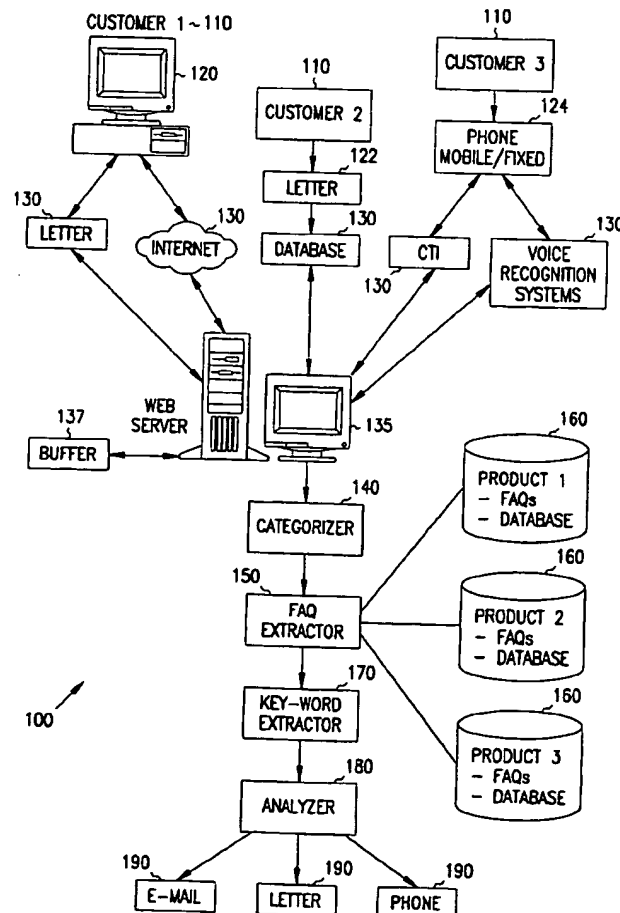 CUSTOMER 1~110
120
110
CUSTOMER 2
122
LETTER
130
DATABASE
110
CUSTOMER 3
124
PHONE
MOBILE/FIXED
130
LETTER
130
INTERNET
CTI
130
130
VOICE
RECOGNITION
SYSTEMS
WEB
SERVER
135
137
BUFFER
140
CATEGORIZER
150
FAQ
EXTRACTOR
160
PRODUCT 1
- FAQs
- DATABASE
160
PRODUCT 2
- FAQs
- DATABASE
160
PRODUCT 3
- FAQs
- DATABASE
170
KEY-WORD
EXTRACTOR
100
180
ANALYZER
190
E-MAIL
190
LETTER
190
PHONE